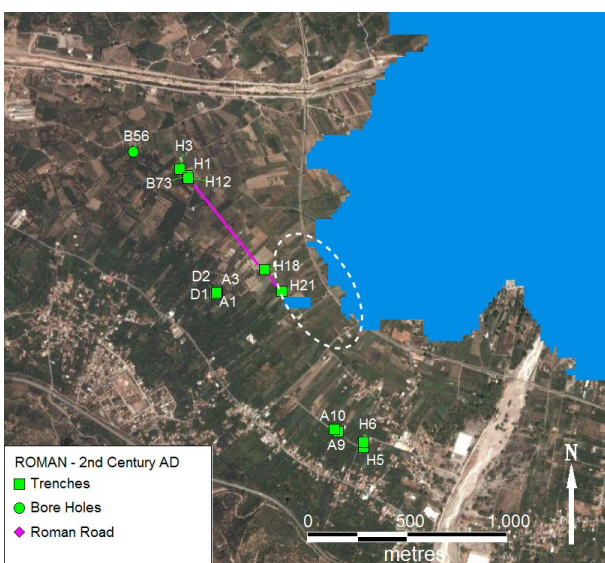 B56
H3
H1
B73
H12
H18
D2 A3
D1 A1
H21
A10
H6
A9
H5
ROMAN - 2nd Century AD
Trenches
Bore Holes
Roman Road
N
0 500 1,000
metres